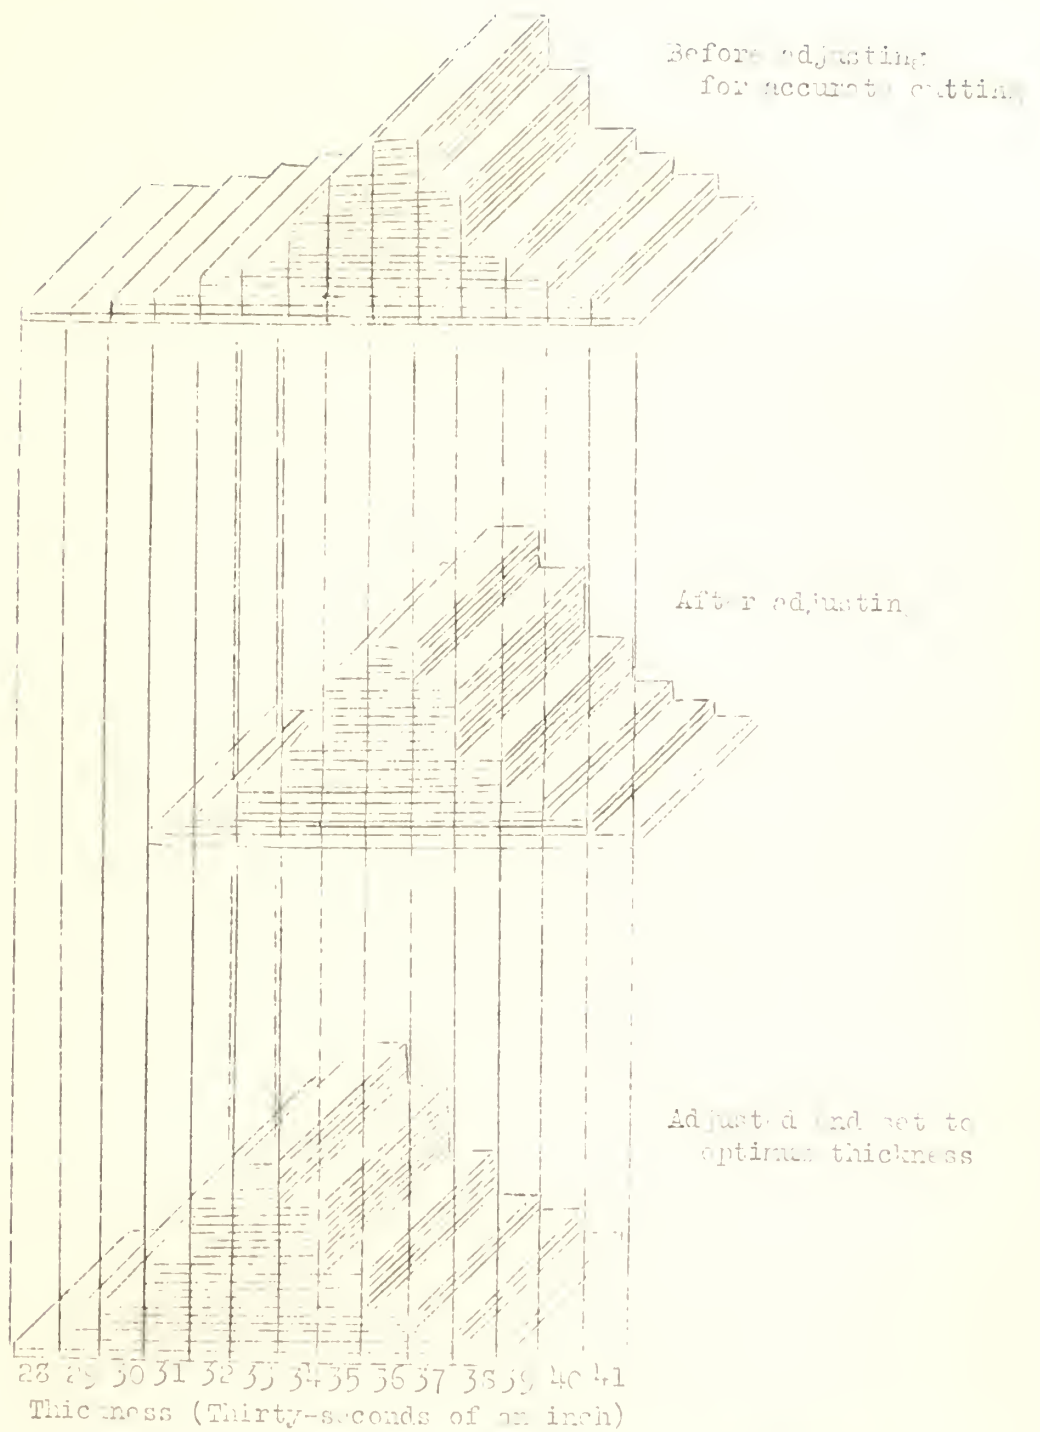 Before adjusting
for accurate cutting
After adjusting
Adjusted and set to
optimum thickness
28 29 30 31 32 33 34 35 36 37 38 39 40 41
Thickness (Thirty-seconds of an inch)